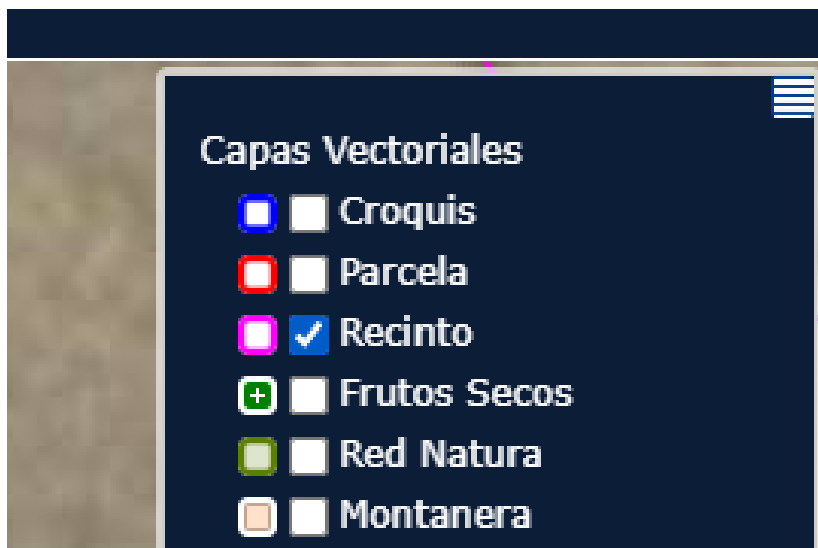 Capas Vectoriales
Croquis
Parcela
Recinto
Frutos Secos
Red Natura
Montanera